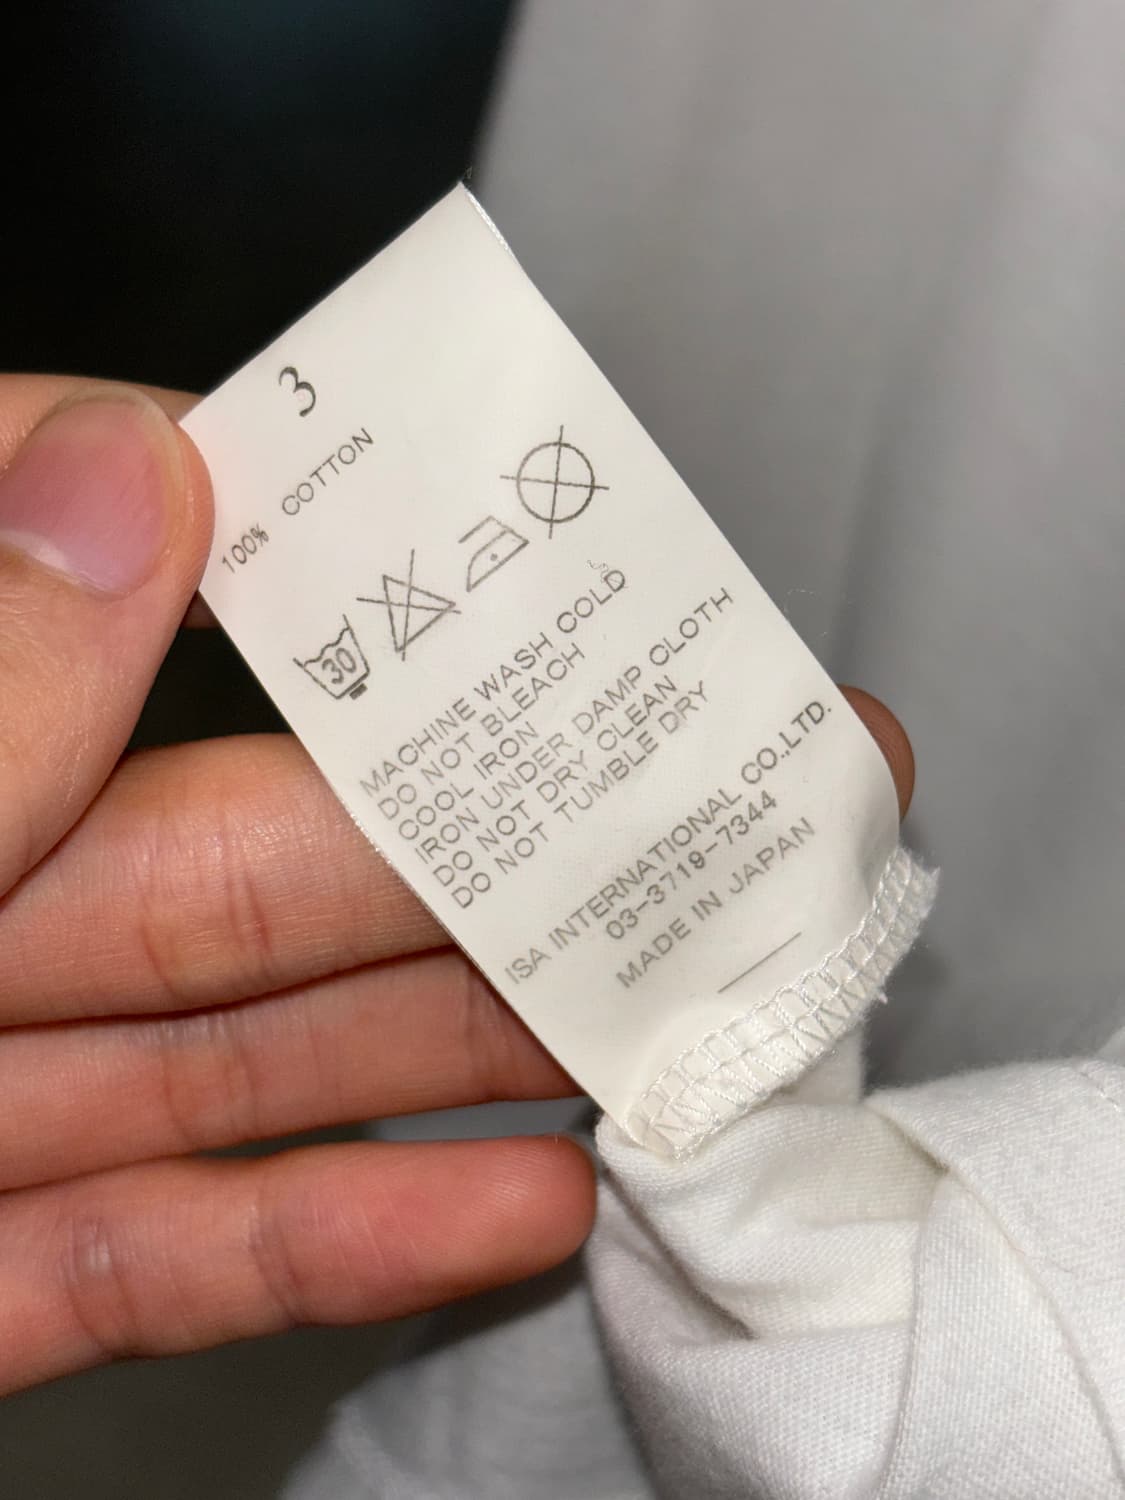 3
100% COTTON
30
MACHINE WASH COLD
DO NOT BLEACH
COOL IRON
IRON UNDER DAMP CLOTH
DO NOT DRY CLEAN
DO NOT TUMBLE DRY
ISA INTERNATIONAL CO.,LTD.
03-3719-7344
MADE IN JAPAN